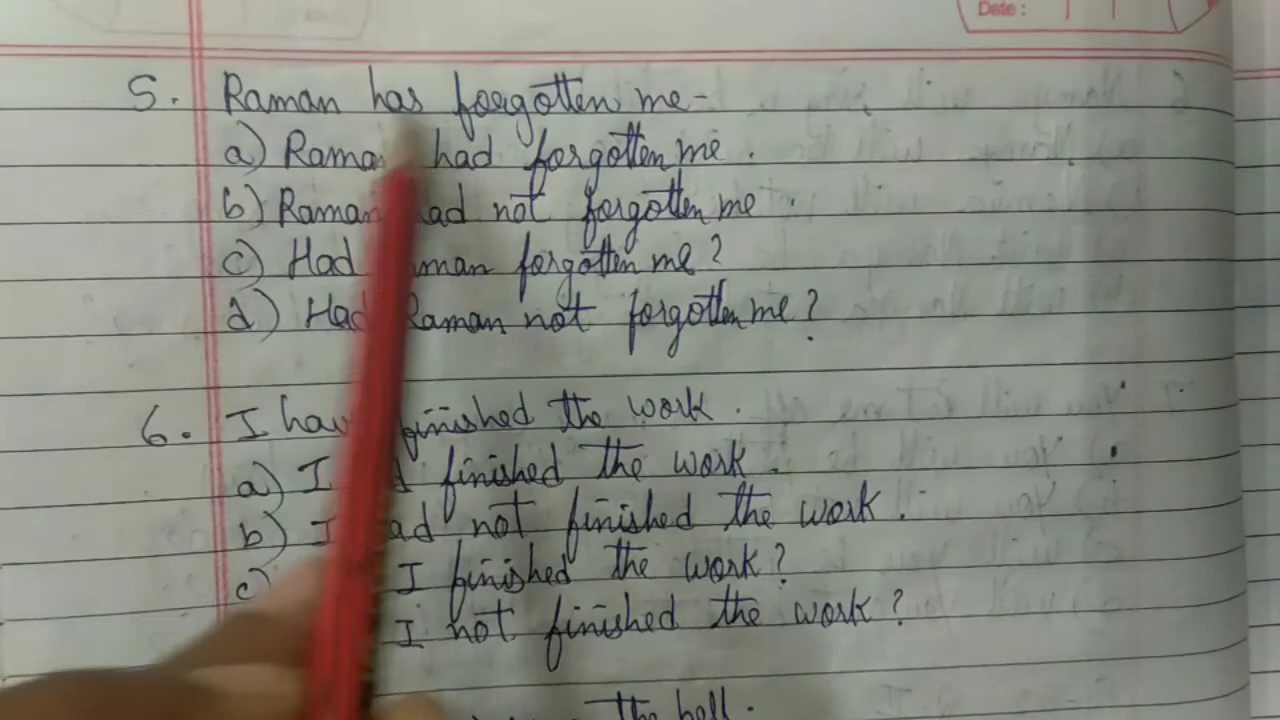 Date :
5. Raman has forgotten me-
a) Raman had forgotten me.
b) Raman had not forgotten me.
c) Had Raman forgotten me?
d) Had Raman not forgotten me?
6. I have finished the work.
a) I had finished the work.
b) I had not finished the work.
c) I finished the work?
I not finished the work?
the ball.